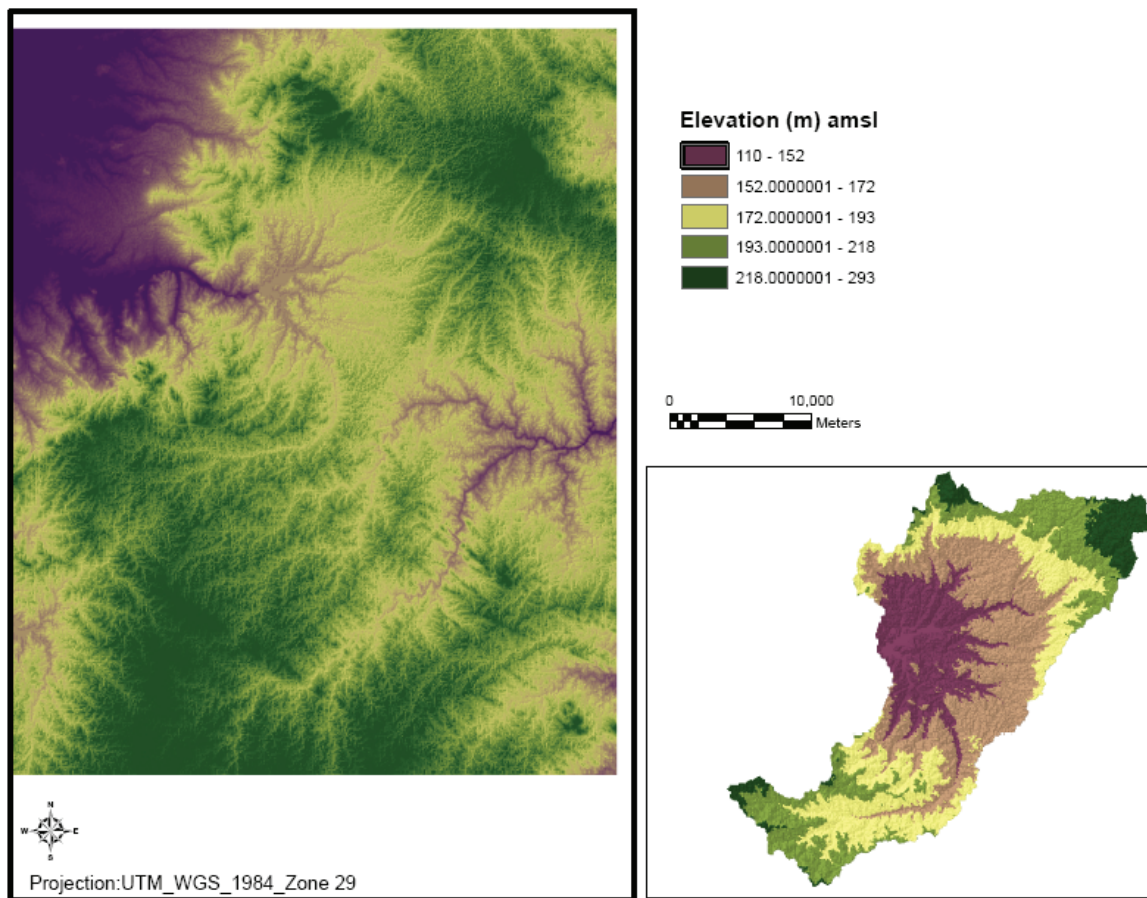 Elevation (m) amsl
110 - 152
152.0000001 - 172
172.0000001 - 193
193.0000001 - 218
218.0000001 - 293
0 10,000
Meters
N
W E
S
Projection:UTM_WGS_1984_Zone 29